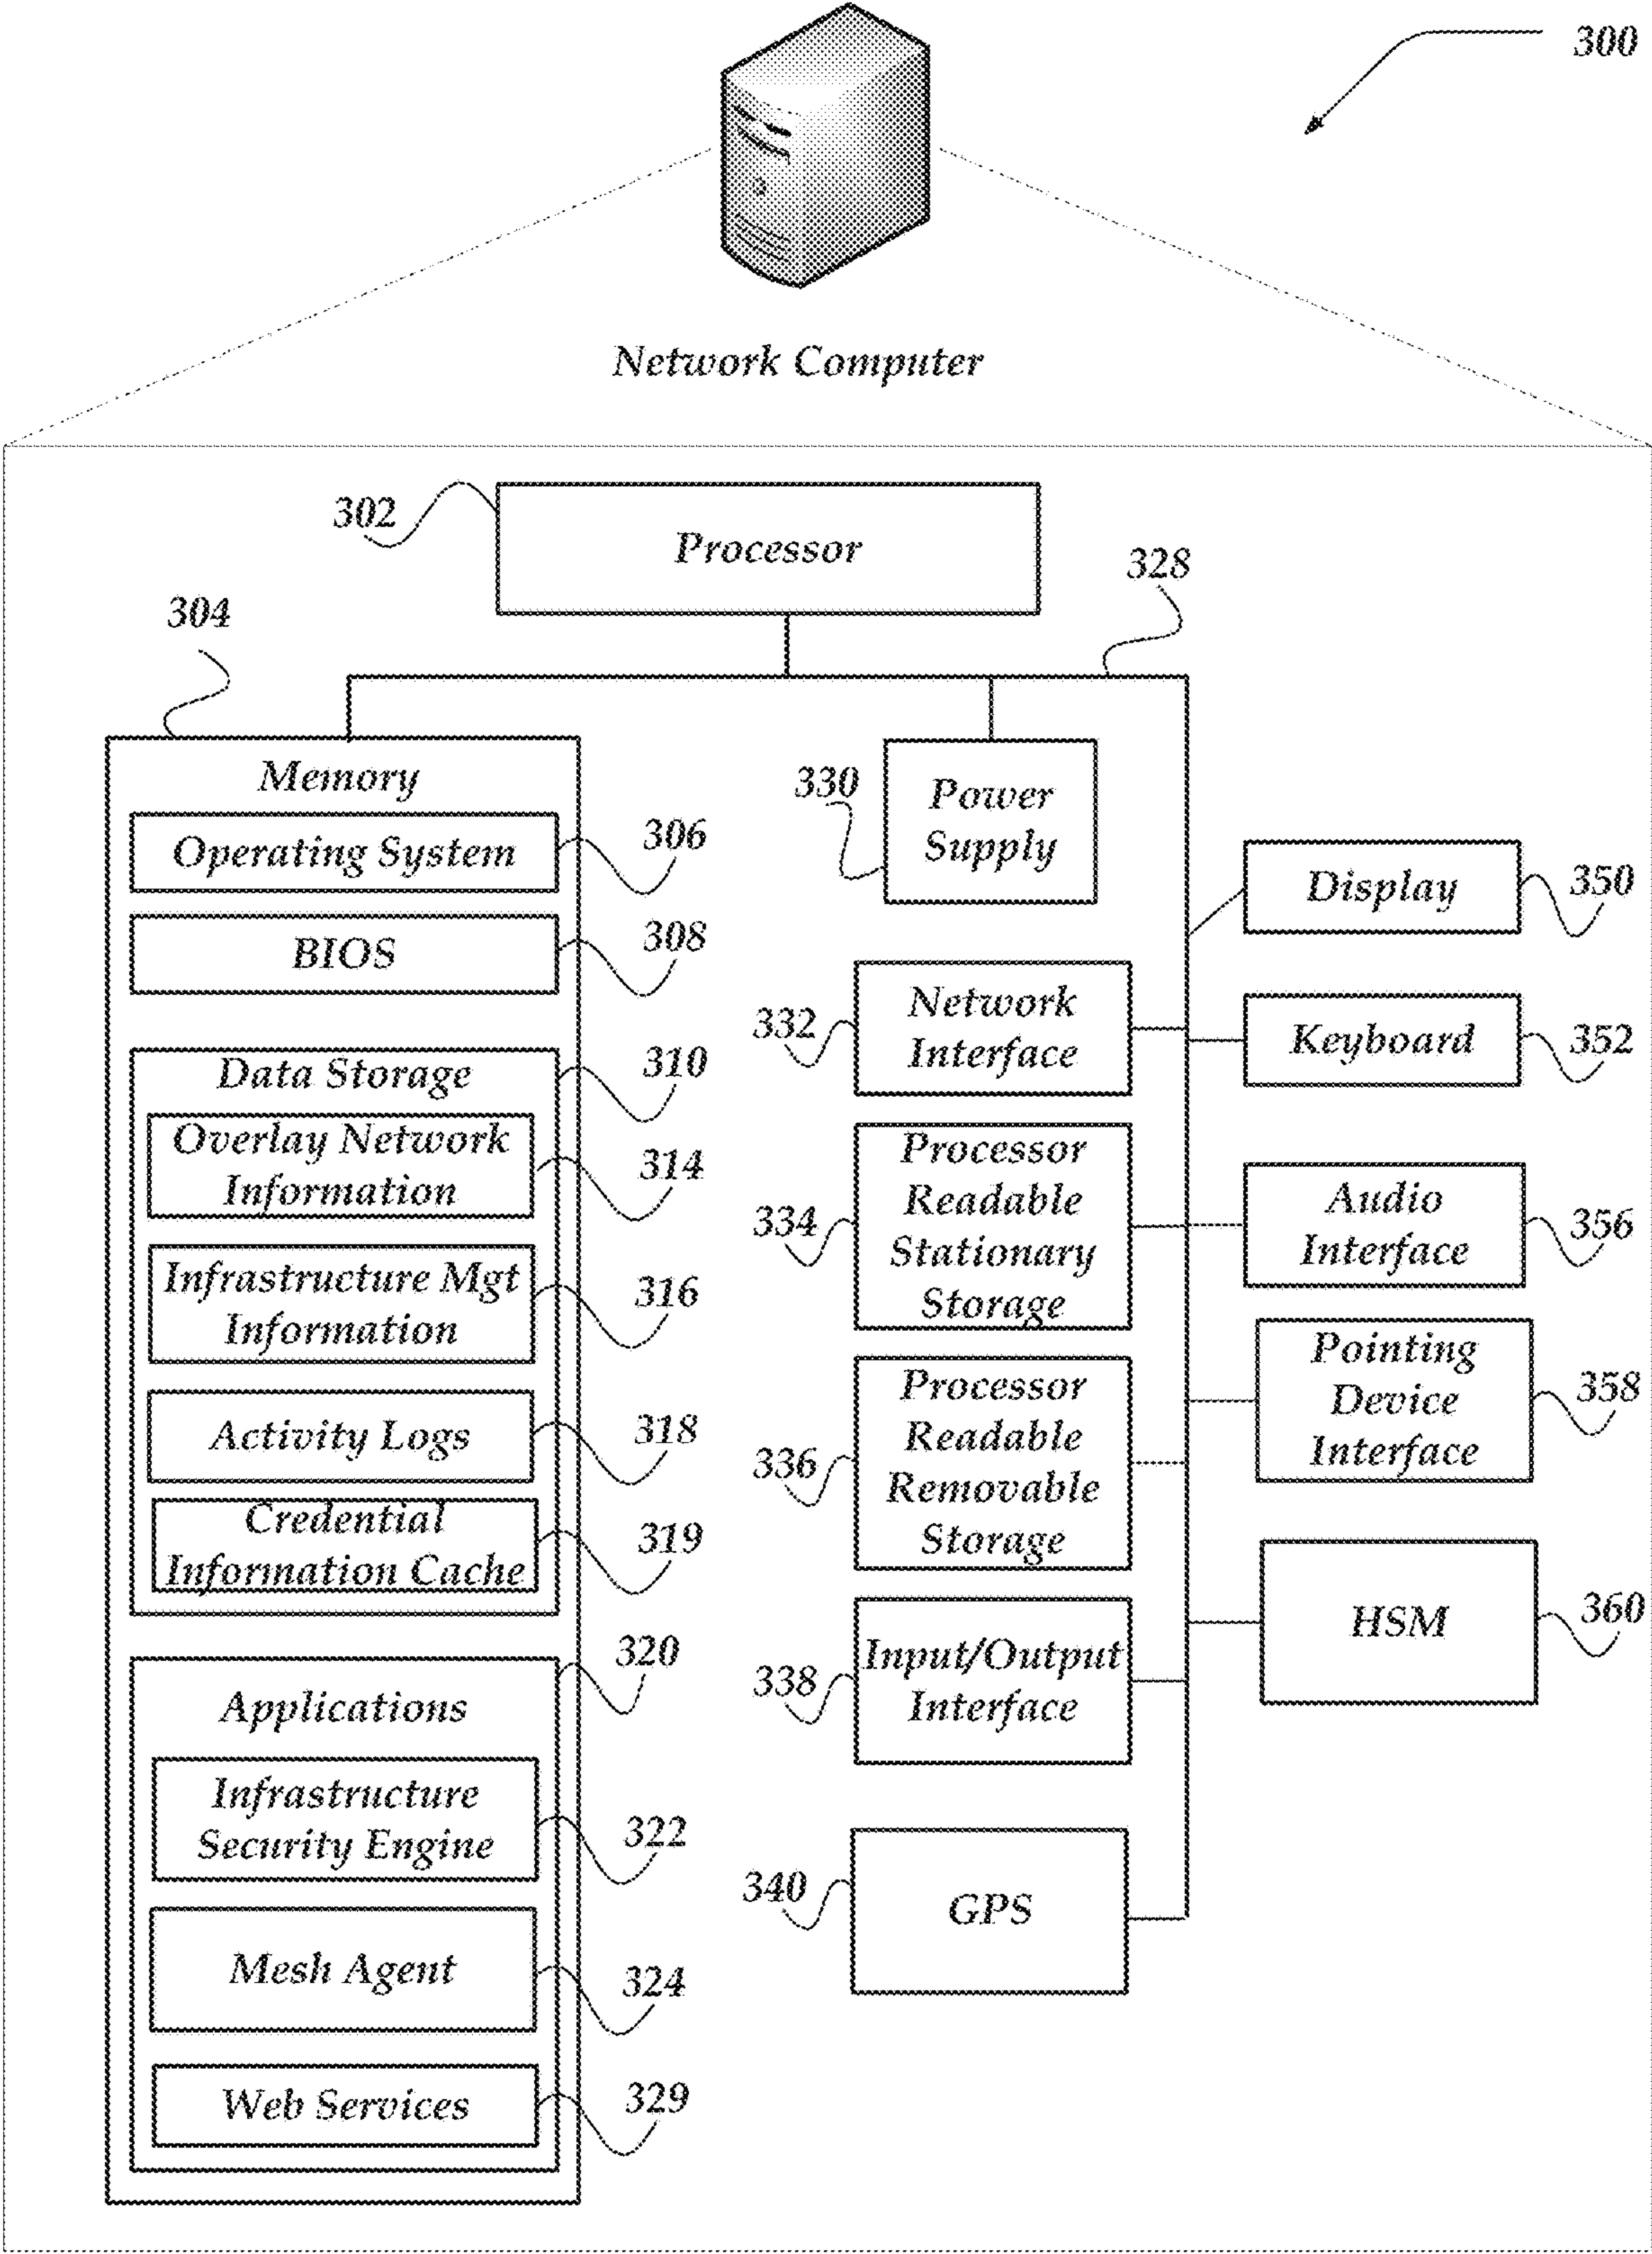 300
Network Computer
302
Processor
328
304
Memory
Operating System
306
BIOS
308
Data Storage
310
Overlay Network
Information
314
Infrastructure Mgt
Information
316
Activity Logs
318
Credential
Information Cache
319
320
Applications
Infrastructure
Security Engine
322
Mesh Agent
324
Web Services
329
330
Power
Supply
332
Network
Interface
334
Processor
Readable
Stationary
Storage
336
Processor
Readable
Removable
Storage
338
Input/Output
Interface
340
GPS
Display
350
Keyboard
352
Audio
Interface
356
Pointing
Device
Interface
358
HSM
360